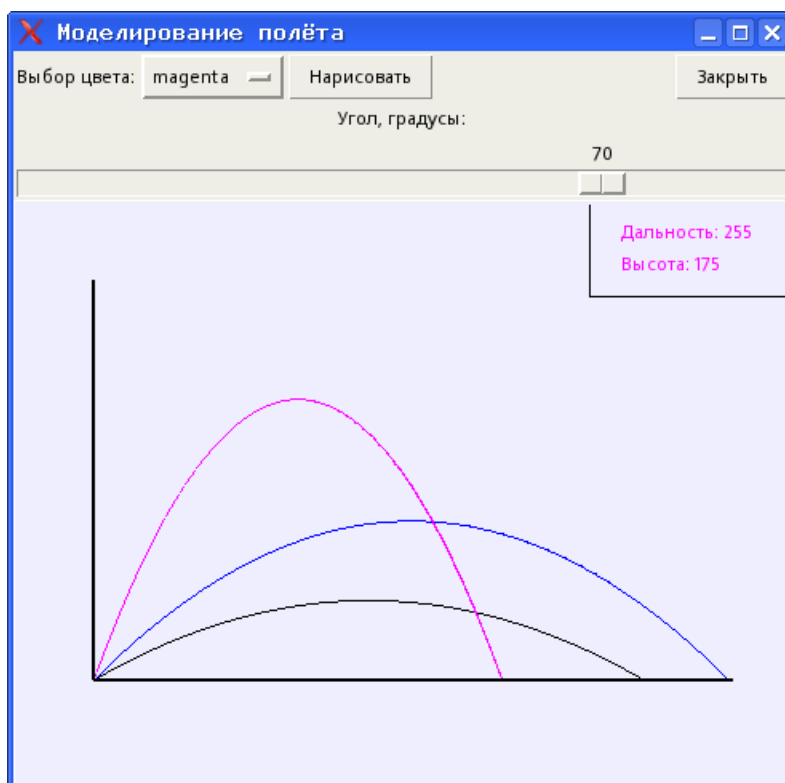 Моделирование полёта
Выбор цвета: magenta Нарисовать Закрыть
Угол, градусы:
70
Дальность: 255
Высота: 175